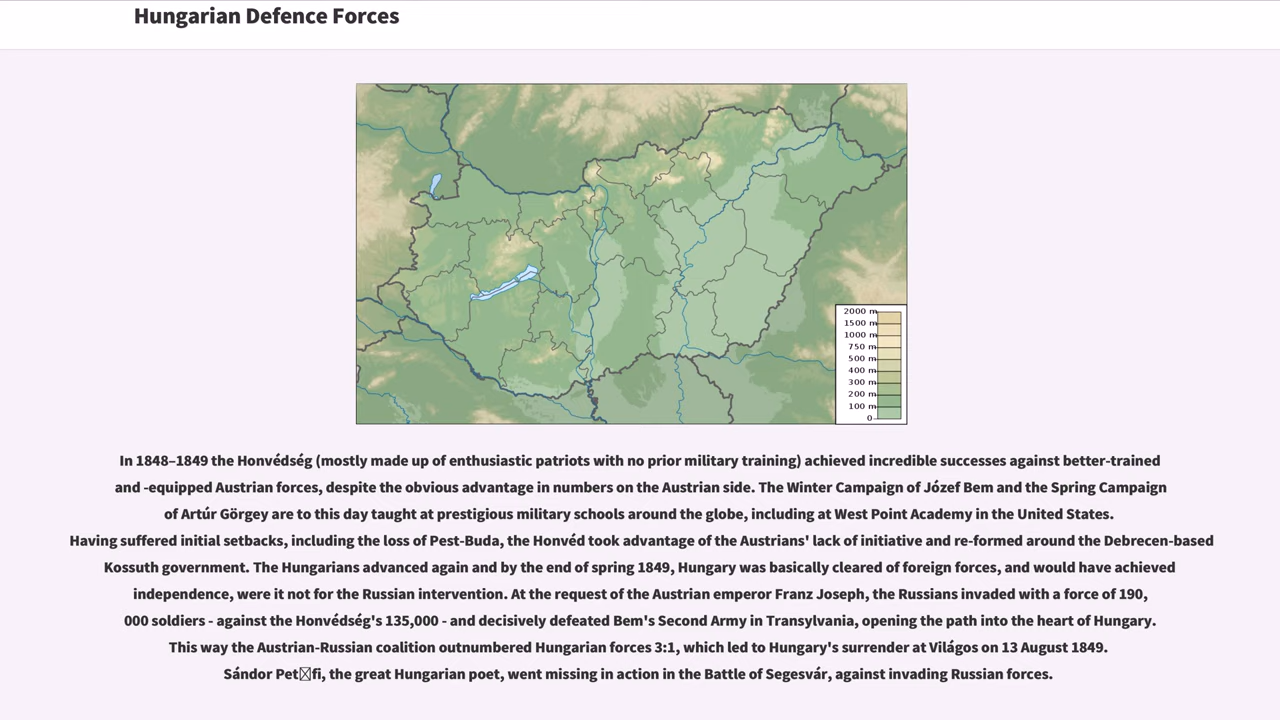 Hungarian Defence Forces
2000 m
1500 m
1000 m
750 m
500 m
400 m
300 m
200 m
100 m
0
In 1848–1849 the Honvédség (mostly made up of enthusiastic patriots with no prior military training) achieved incredible successes against better-trained
and -equipped Austrian forces, despite the obvious advantage in numbers on the Austrian side. The Winter Campaign of Józef Bem and the Spring Campaign
of Artúr Görgey are to this day taught at prestigious military schools around the globe, including at West Point Academy in the United States.
Having suffered initial setbacks, including the loss of Pest-Buda, the Honvéd took advantage of the Austrians' lack of initiative and re-formed around the Debrecen-based
Kossuth government. The Hungarians advanced again and by the end of spring 1849, Hungary was basically cleared of foreign forces, and would have achieved
independence, were it not for the Russian intervention. At the request of the Austrian emperor Franz Joseph, the Russians invaded with a force of 190,
000 soldiers - against the Honvédség's 135,000 - and decisively defeated Bem's Second Army in Transylvania, opening the path into the heart of Hungary.
This way the Austrian-Russian coalition outnumbered Hungarian forces 3:1, which led to Hungary's surrender at Világos on 13 August 1849.
Sándor Pet☒fi, the great Hungarian poet, went missing in action in the Battle of Segesvár, against invading Russian forces.